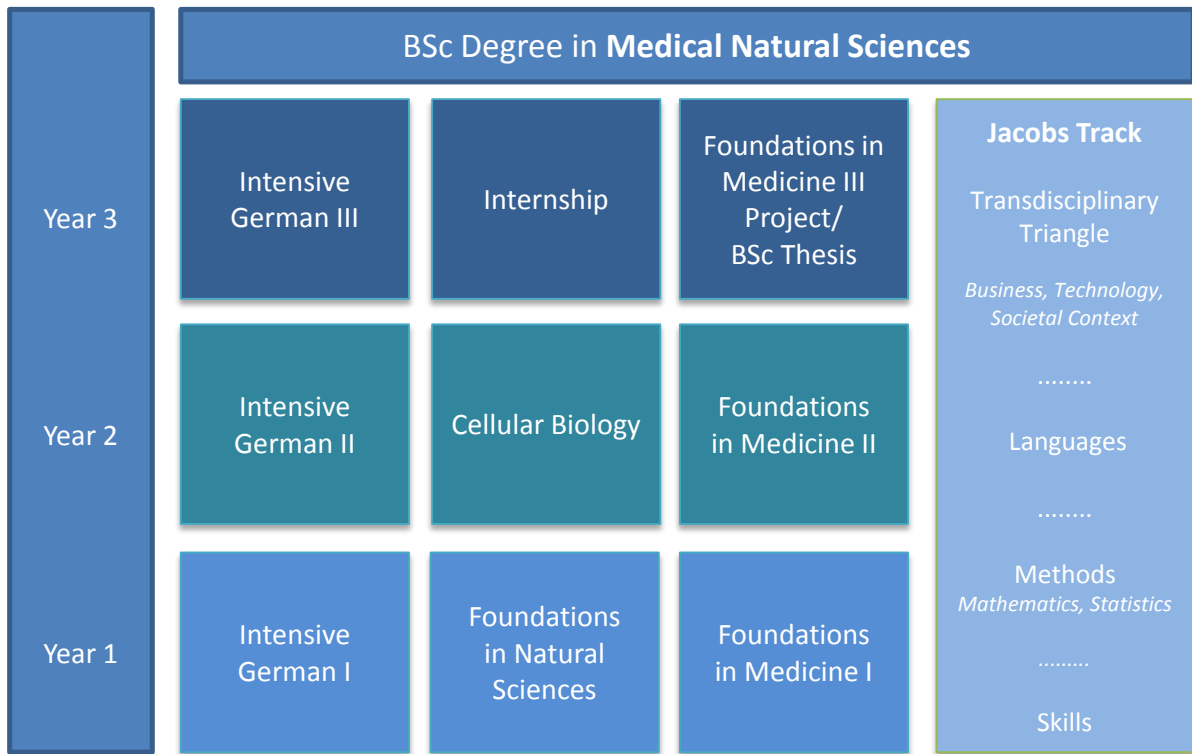 BSc Degree in Medical Natural Sciences
Year 3
Intensive
German III
Internship
Foundations in
Medicine III
Project/
BSc Thesis
Year 2
Intensive
German II
Cellular Biology
Foundations
in Medicine II
Year 1
Intensive
German I
Foundations
in Natural
Sciences
Foundations
in Medicine I
Jacobs Track
Transdisciplinary
Triangle
Business, Technology,
Societal Context
........
Languages
........
Methods
Mathematics, Statistics
.........
Skills